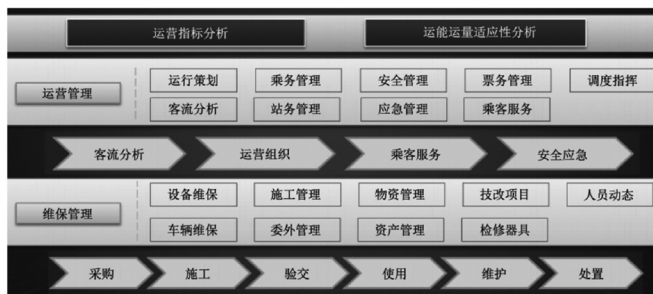 运营指标分析 运能运量适应性分析
运营管理
运行策划 乘务管理 安全管理 票务管理 调度指挥
客流分析 站务管理 应急管理 乘客服务
客流分析 运营组织 乘客服务 安全应急
维保管理
设备维保 施工管理 物资管理 技改项目 人员动态
车辆维保 委外管理 资产管理 检修器具
采购 施工 验交 使用 维护 处置